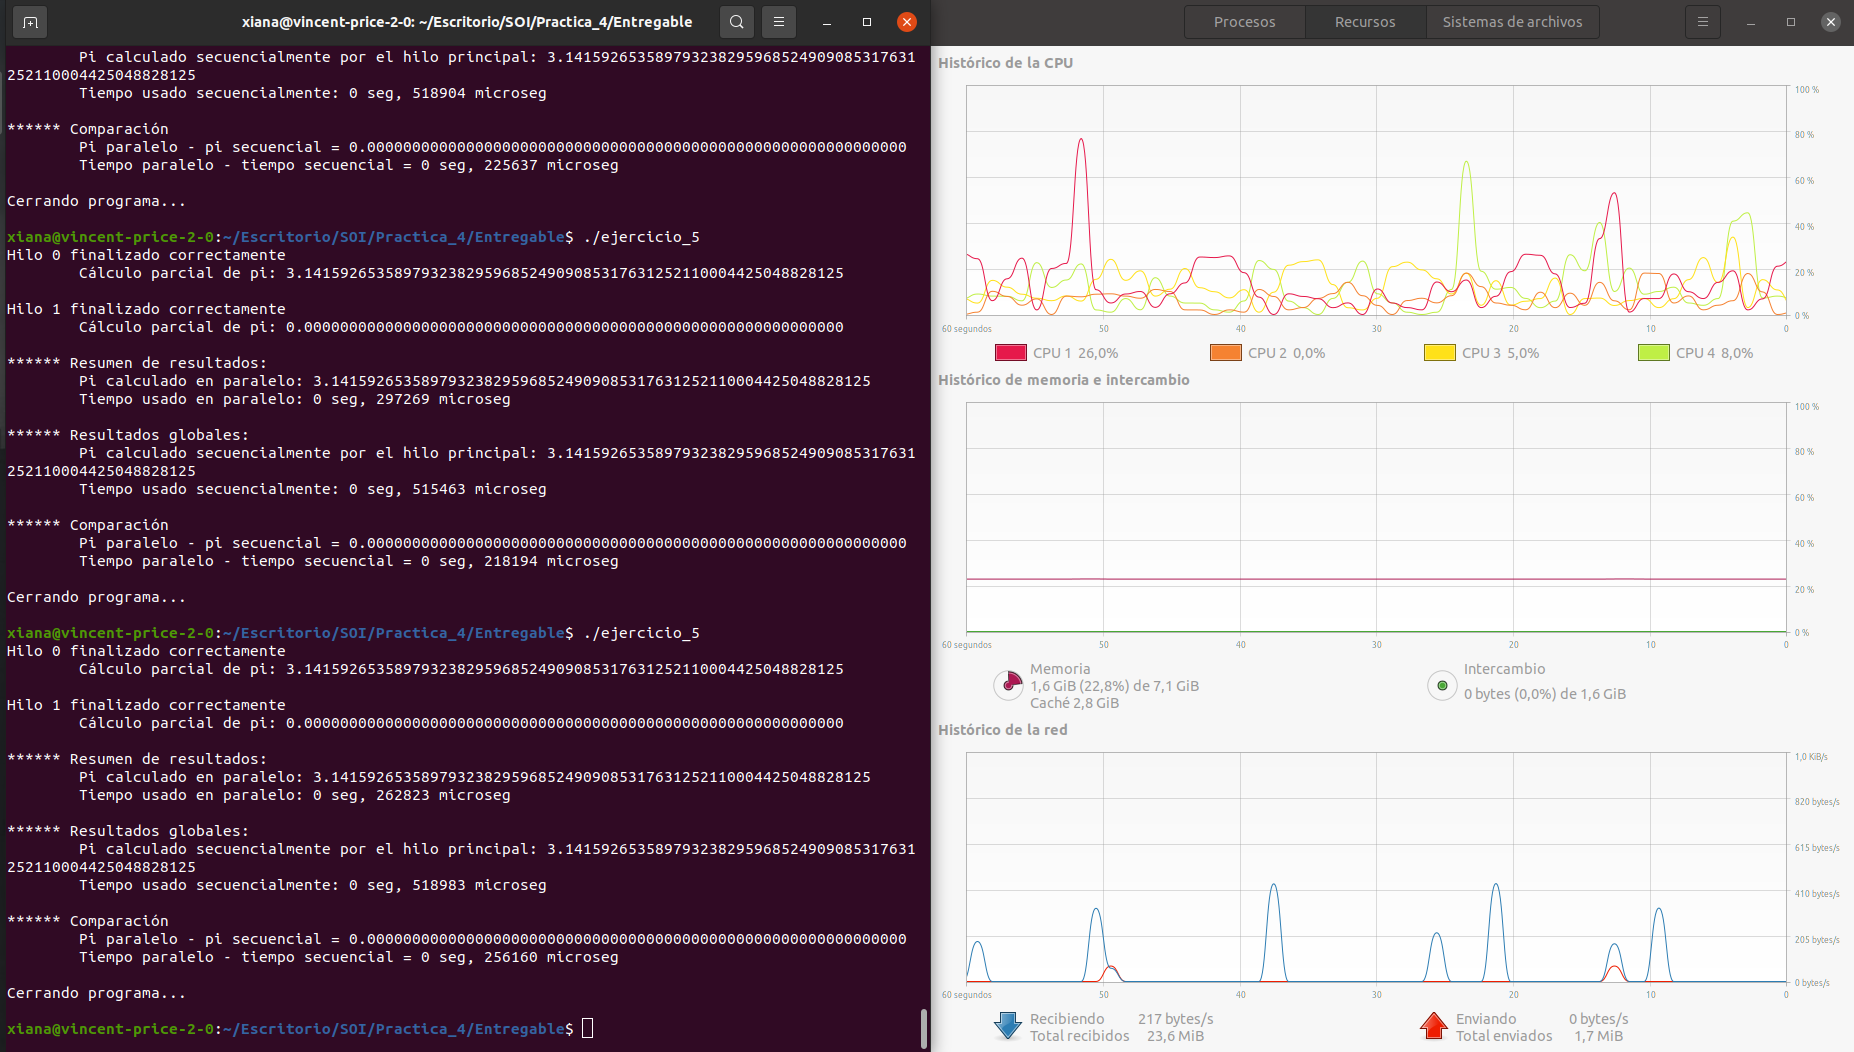 xiana@vincent-price-2-0: ~/Escritorio/SOI/Practica_4/Entregable
Pi calculado secuencialmente por el hilo principal: 3.14159265358979323829596852490908531763125211000442504882812
Tiempo usado secuencialmente: 0 seg, 518904 microseg
****** Comparación
Pi paralelo - pi secuencial = 0.000000000000000000000000000000000000000000000000000000000000
Tiempo paralelo - tiempo secuencial = 0 seg, 225637 microseg
Cerrando programa...
xiana@vincent-price-2-0:~/Escritorio/SOI/Practica_4/Entregable$ ./ejercicio_5
Hilo 0 finalizado correctamente
Cálculo parcial de pi: 3.141592653589793238295968524909085317631252110004425048828125
Hilo 1 finalizado correctamente
Cálculo parcial de pi: 0.000000000000000000000000000000000000000000000000000000000000
****** Resumen de resultados:
Pi calculado en paralelo: 3.141592653589793238295968524909085317631252110004425048828125
Tiempo usado en paralelo: 0 seg, 297269 microseg
****** Resultados globales:
Pi calculado secuencialmente por el hilo principal: 3.141592653589793238295968524909085317631
252110004425048828125
Tiempo usado secuencialmente: 0 seg, 515463 microseg
****** Comparación
Pi paralelo - pi secuencial = 0.000000000000000000000000000000000000000000000000000000000000
Tiempo paralelo - tiempo secuencial = 0 seg, 218194 microseg
Cerrando programa...
xiana@vincent-price-2-0:~/Escritorio/SOI/Practica_4/Entregable$ ./ejercicio_5
Hilo 0 finalizado correctamente
Cálculo parcial de pi: 3.141592653589793238295968524909085317631252110004425048828125
Hilo 1 finalizado correctamente
Cálculo parcial de pi: 0.000000000000000000000000000000000000000000000000000000000000
****** Resumen de resultados:
Pi calculado en paralelo: 3.141592653589793238295968524909085317631252110004425048828125
Tiempo usado en paralelo: 0 seg, 262823 microseg
****** Resultados globales:
Pi calculado secuencialmente por el hilo principal: 3.141592653589793238295968524909085317631
252110004425048828125
Tiempo usado secuencialmente: 0 seg, 518983 microseg
****** Comparación
Pi paralelo - pi secuencial = 0.000000000000000000000000000000000000000000000000000000000000
Tiempo paralelo - tiempo secuencial = 0 seg, 256160 microseg
Cerrando programa...
xiana@vincent-price-2-0:~/Escritorio/SOI/Practica_4/Entregable$
Procesos Recursos Sistemas de archivos
Histórico de la CPU
100 %
80 %
60 %
40 %
20 %
0 %
60 segundos 50 40 30 20 10 0
CPU 1 26,0% CPU 2 0,0% CPU 3 5,0% CPU 4 8,0%
Histórico de memoria e intercambio
100 %
80 %
60 %
40 %
20 %
0 %
60 segundos 50 40 30 20 10 0
Memoria
1,6 GiB (22,8%) de 7,1 GiB
Caché 2,8 GiB
Intercambio
0 bytes (0,0%) de 1,6 GiB
Histórico de la red
1,0 KiB/s
820 bytes/s
615 bytes/s
410 bytes/s
205 bytes/s
0 bytes/s
60 segundos 50 40 30 20 10 0
Recibiendo 217 bytes/s
Total recibidos 23,6 MiB
Enviando 0 bytes/s
Total enviados 1,7 MiB